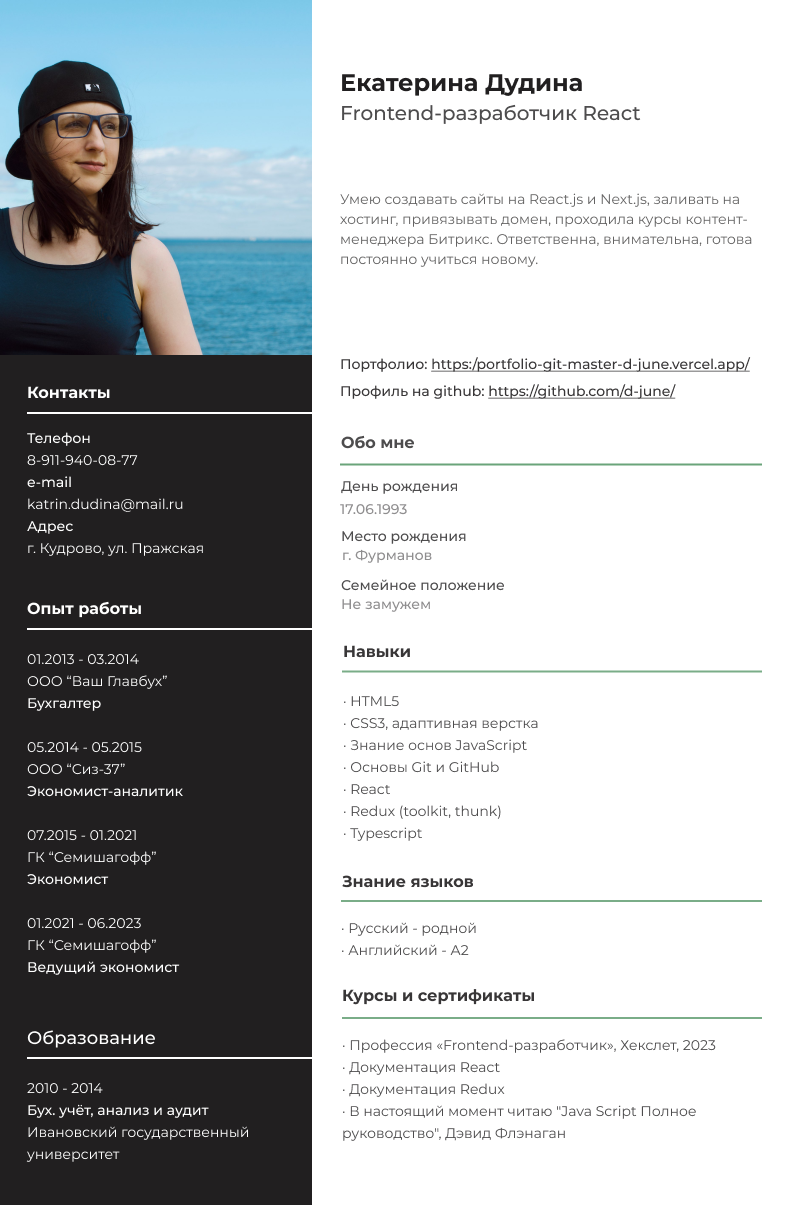 Екатерина Дудина
Frontend-разработчик React
Умею создавать сайты на React.js и Next.js, заливать на
хостинг, привязывать домен, проходила курсы контент-
менеджера Битрикс. Ответственна, внимательна, готова
постоянно учиться новому.
Портфолио: https:/portfolio-git-master-d-june.vercel.app/
Профиль на github: https://github.com/d-june/
Контакты
Телефон
8-911-940-08-77
e-mail
katrin.dudina@mail.ru
Адрес
г. Кудрово, ул. Пражская
Опыт работы
01.2013 - 03.2014
ООО “Ваш Главбух”
Бухгалтер
05.2014 - 05.2015
ООО “Сиз-37”
Экономист-аналитик
07.2015 - 01.2021
ГК “Семишагофф”
Экономист
01.2021 - 06.2023
ГК “Семишагофф”
Ведущий экономист
Образование
2010 - 2014
Бух. учёт, анализ и аудит
Ивановский государственный
университет
Обо мне
День рождения
17.06.1993
Место рождения
г. Фурманов
Семейное положение
Не замужем
Навыки
· HTML5
· CSS3, адаптивная верстка
· Знание основ JavaScript
· Основы Git и GitHub
· React
· Redux (toolkit, thunk)
· Typescript
Знание языков
· Русский - родной
· Английский - А2
Курсы и сертификаты
· Профессия «Frontend-разработчик», Хекслет, 2023
· Документация React
· Документация Redux
· В настоящий момент читаю "Java Script Полное
руководство", Дэвид Флэнаган